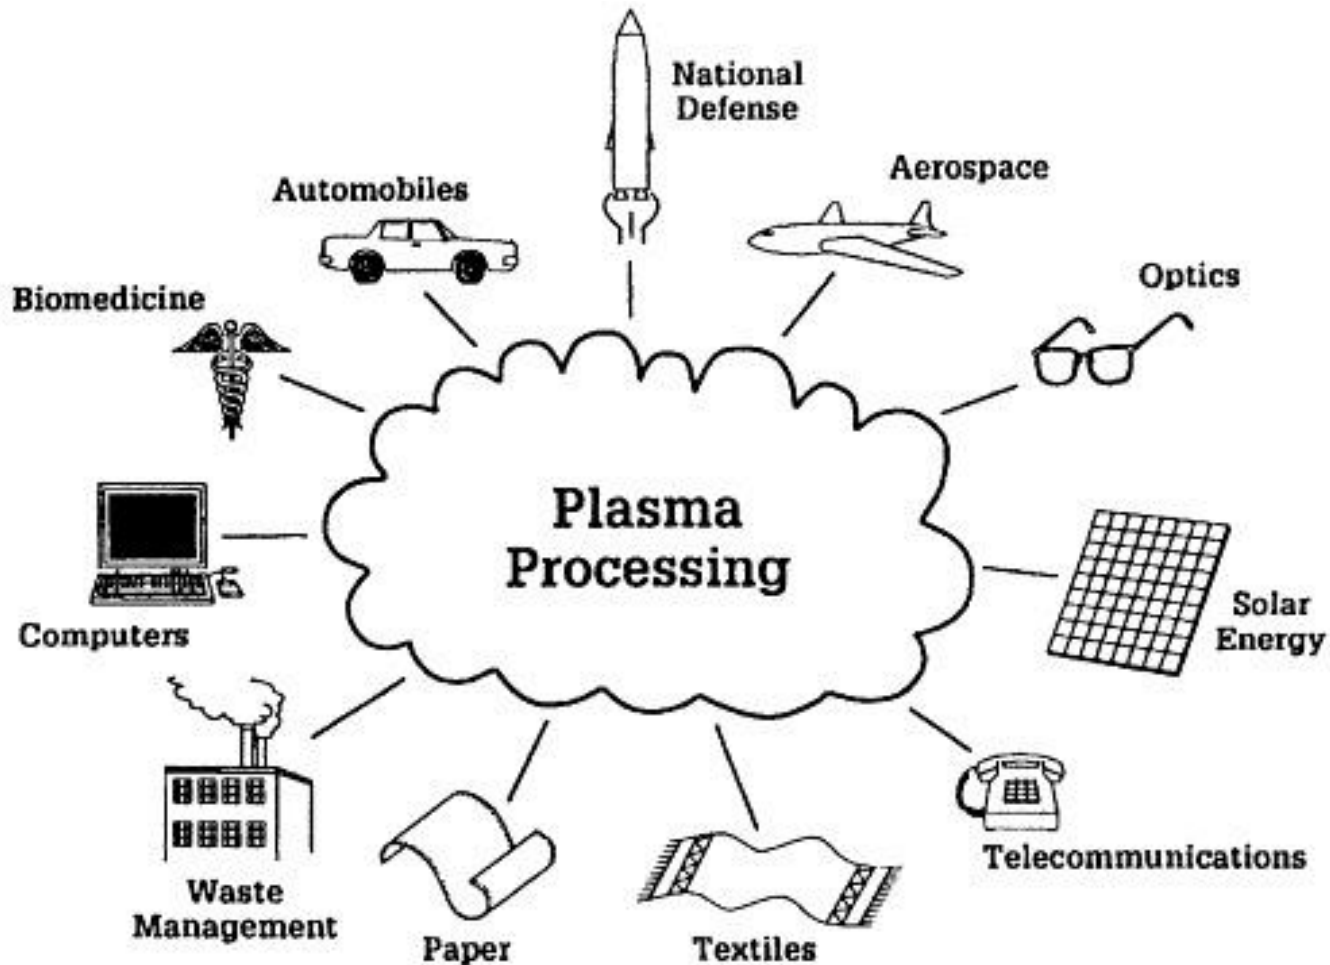 National
Defense
Aerospace
Automobiles
Optics
Biomedicine
Plasma
Processing
Solar
Energy
Computers
Telecommunications
Waste
Management
Paper
Textiles